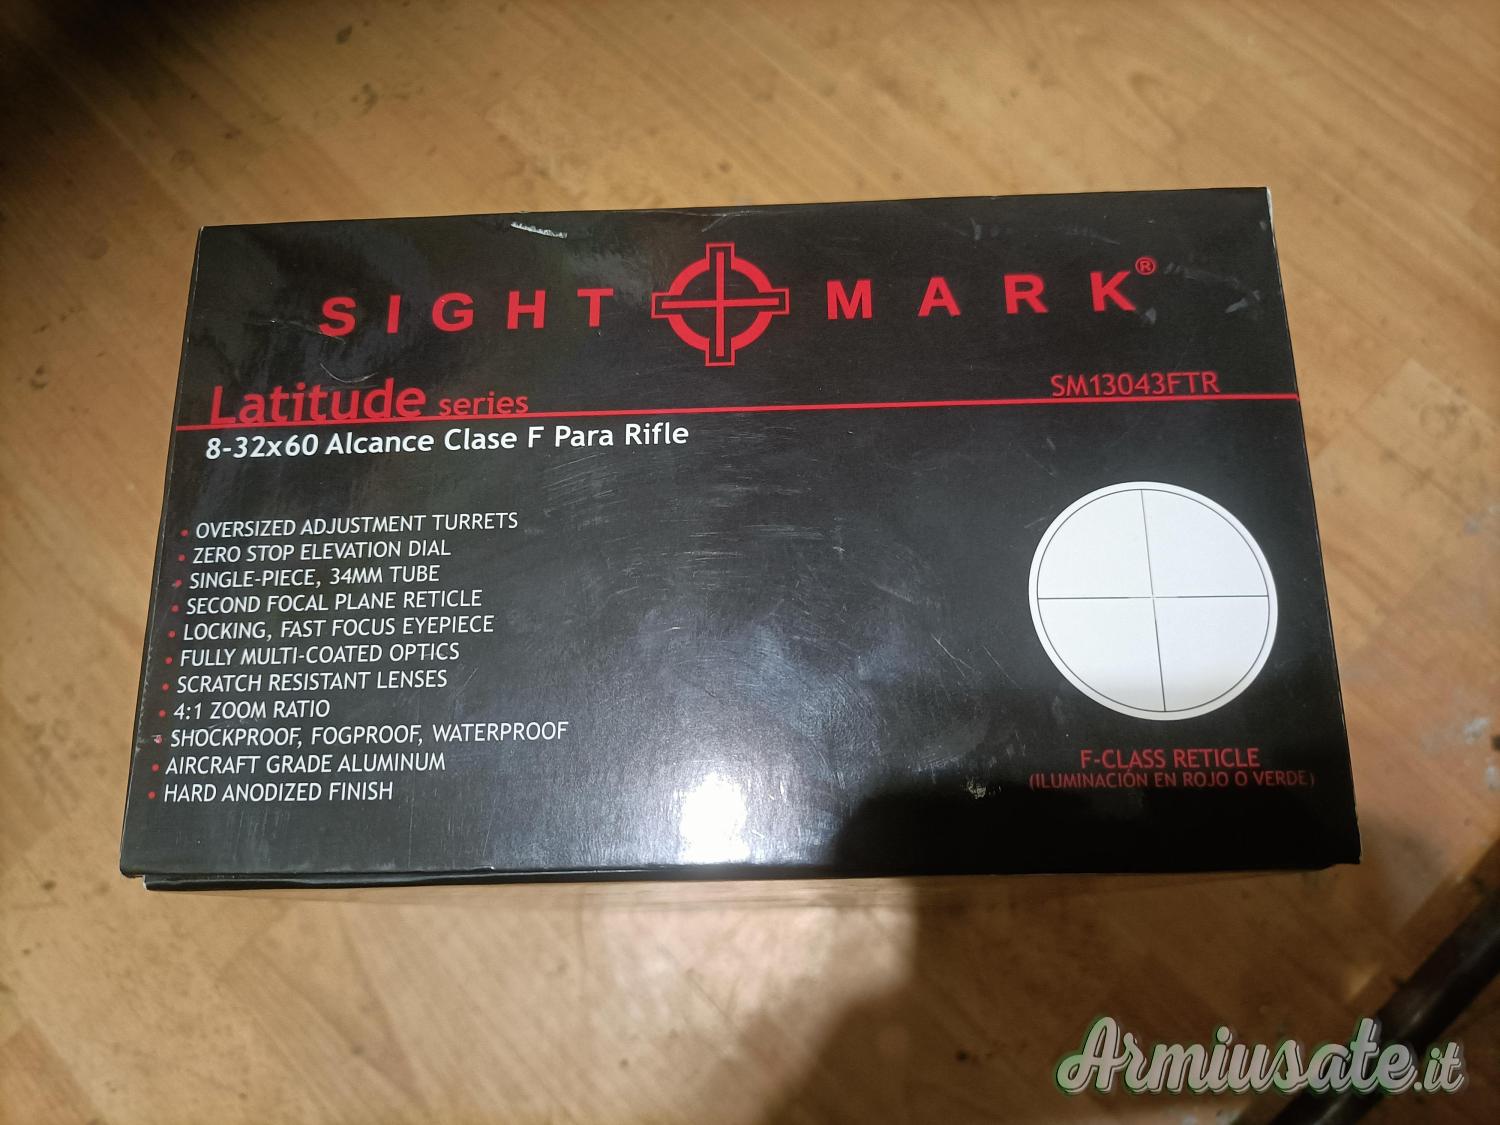 SIGHT MARK®
Latitude series
SM13043FTR
8-32x60 Alcance Clase F Para Rifle
• OVERSIZED ADJUSTMENT TURRETS
• ZERO STOP ELEVATION DIAL
• SINGLE-PIECE, 34MM TUBE
• SECOND FOCAL PLANE RETICLE
• LOCKING, FAST FOCUS EYEPIECE
• FULLY MULTI-COATED OPTICS
• SCRATCH RESISTANT LENSES
• 4:1 ZOOM RATIO
• SHOCKPROOF, FOGPROOF, WATERPROOF
• AIRCRAFT GRADE ALUMINUM
• HARD ANODIZED FINISH
F-CLASS RETICLE
(ILUMINACIÓN EN ROJO O VERDE)
Armiusate.it